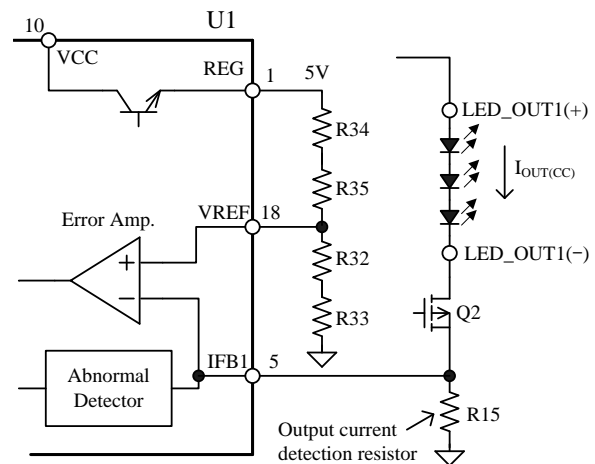 10
U1
VCC
REG
1
5V
R34
LED_OUT1(+)
R35
IOUT(CC)
Error Amp.
VREF
18
+
−
R32
LED_OUT1(−)
R33
Q2
IFB1
5
Abnormal
Detector
R15
Output current
detection resistor